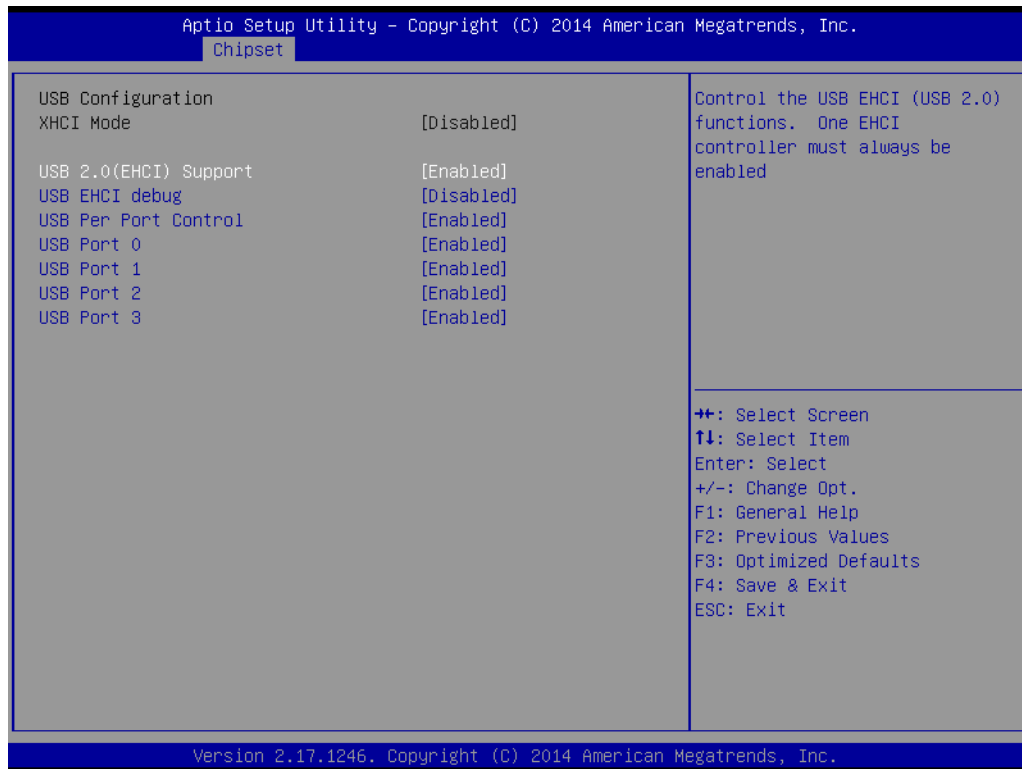 Aptio Setup Utility – Copyright (C) 2014 American Megatrends, Inc.
Chipset
USB Configuration
XHCI Mode [Disabled]
USB 2.0(EHCI) Support [Enabled]
USB EHCI debug [Disabled]
USB Per Port Control [Enabled]
USB Port 0 [Enabled]
USB Port 1 [Enabled]
USB Port 2 [Enabled]
USB Port 3 [Enabled]
Control the USB EHCI (USB 2.0)
functions. One EHCI
controller must always be
enabled
→←: Select Screen
↑↓: Select Item
Enter: Select
+/-: Change Opt.
F1: General Help
F2: Previous Values
F3: Optimized Defaults
F4: Save & Exit
ESC: Exit
Version 2.17.1246. Copyright (C) 2014 American Megatrends, Inc.